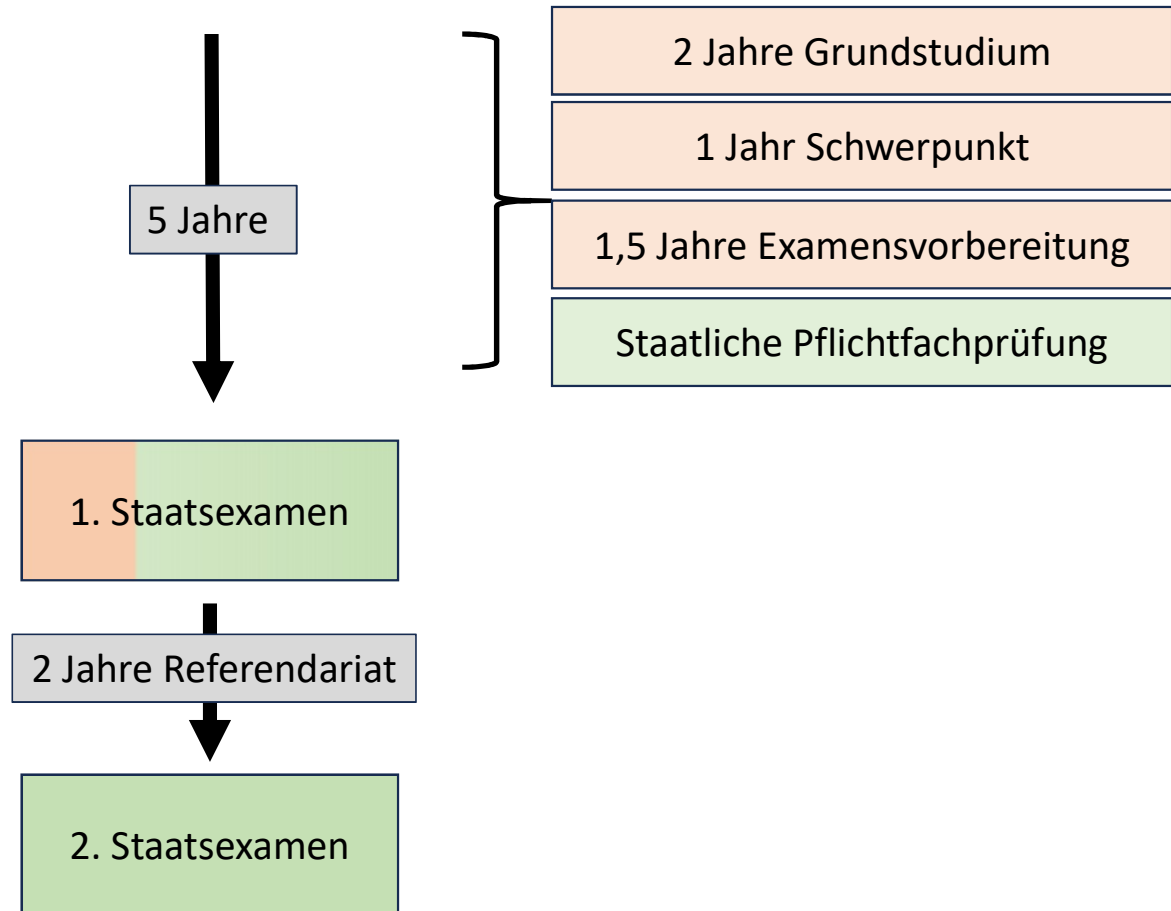 2 Jahre Grundstudium
1 Jahr Schwerpunkt
5 Jahre
1,5 Jahre Examensvorbereitung
Staatliche Pflichtfachprüfung
1. Staatsexamen
2 Jahre Referendariat
2. Staatsexamen